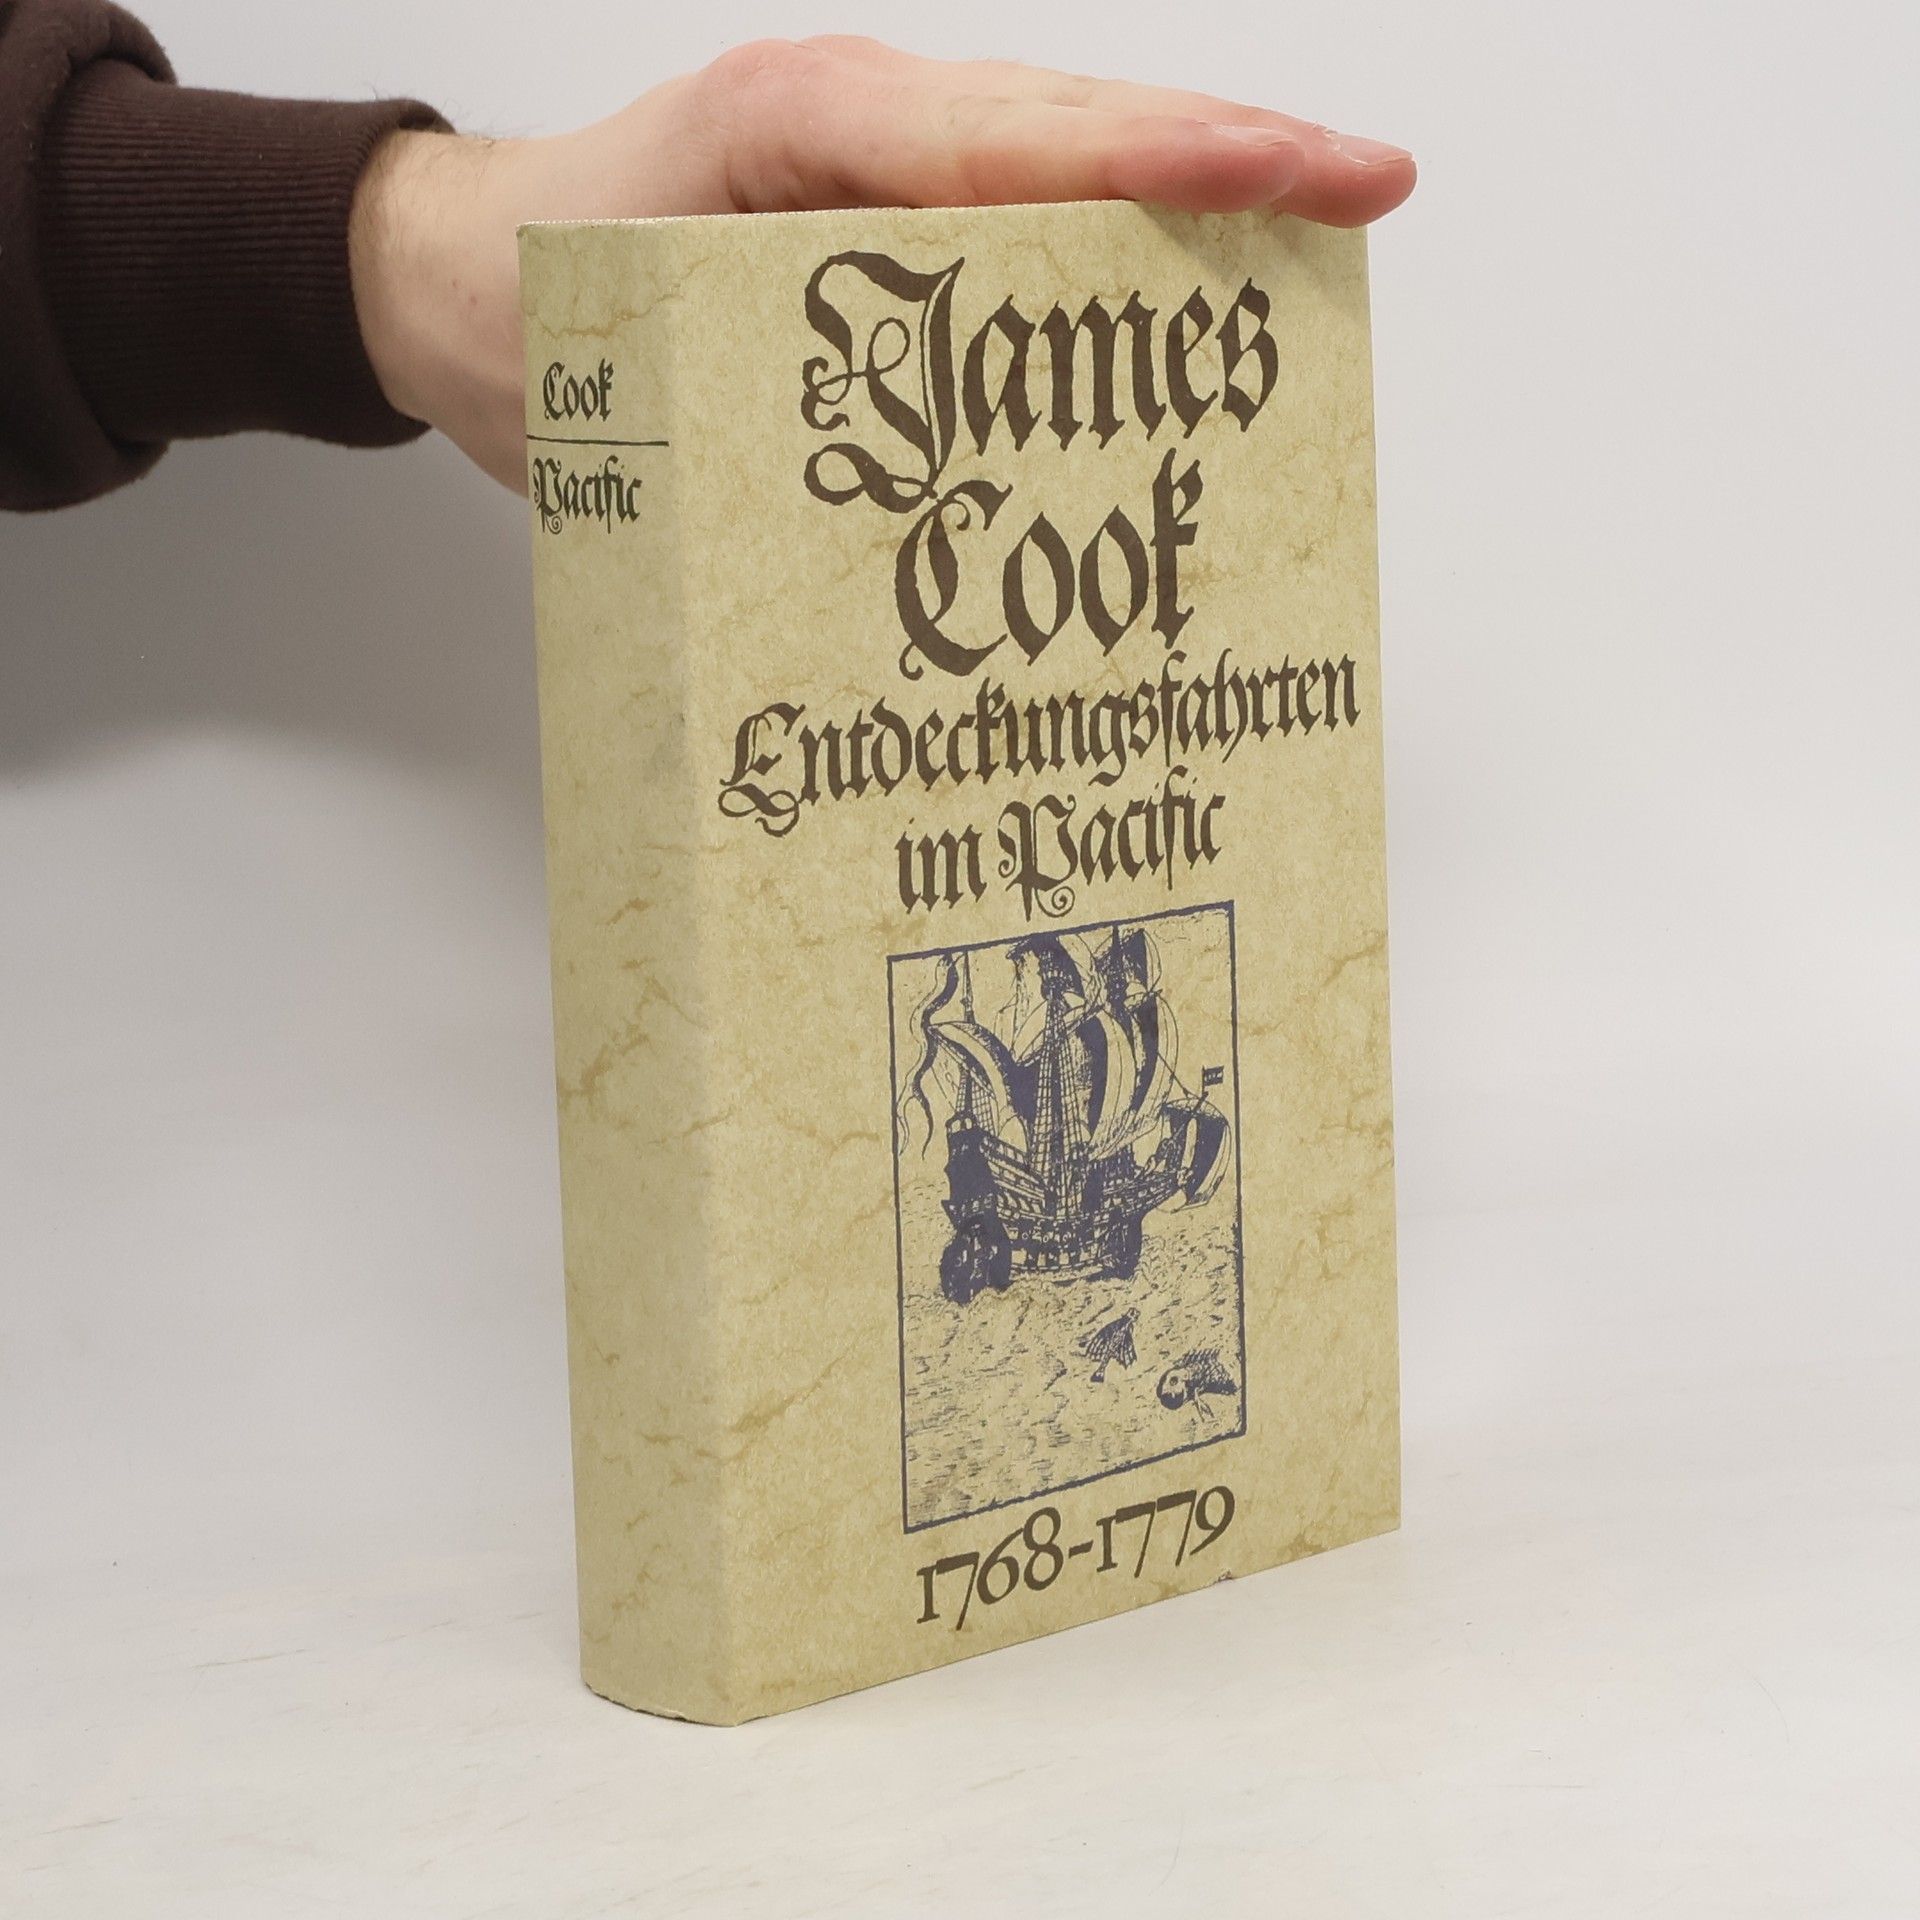 Cook
Pacific
James
Cook
Entdeckungsfahrten
im Pacific
1768-1779